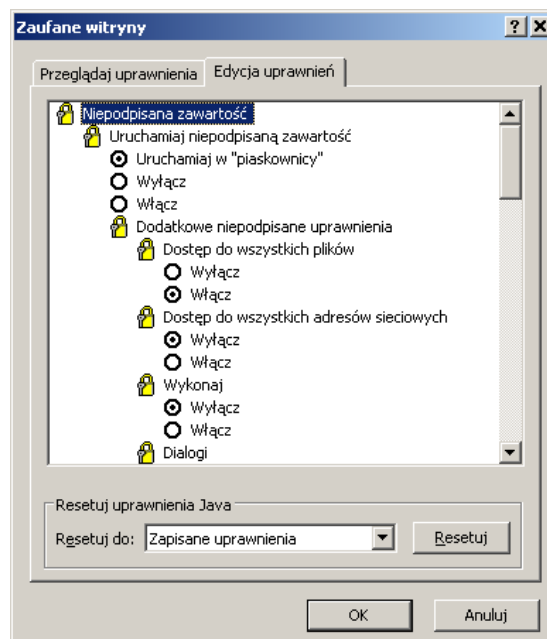 Zaufane witryny
Przeglądaj uprawnienia
Edycja uprawnień
Niepodpisana zawartość
Uruchamiaj niepodpisaną zawartość
Uruchamiaj w "piaskownicy"
Wyłącz
Włącz
Dodatkowe niepodpisane uprawnienia
Dostęp do wszystkich plików
Wyłącz
Włącz
Dostęp do wszystkich adresów sieciowych
Wyłącz
Włącz
Wykonaj
Wyłącz
Włącz
Dialogi
Resetuj uprawnienia Java
Resetuj do: Zapisane uprawnienia
Resetuj
OK
Anuluj